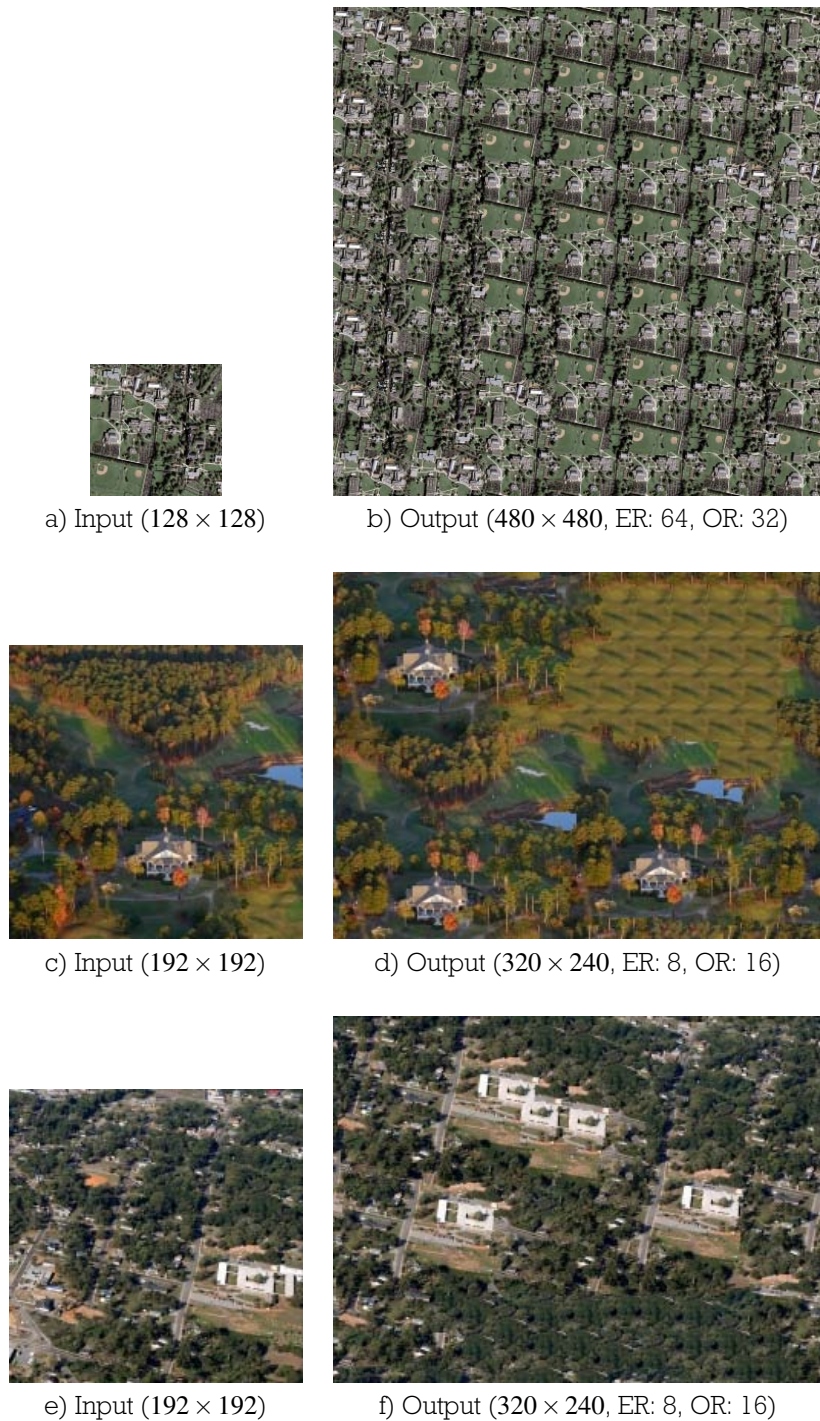 a) Input (128 × 128)
b) Output (480 × 480, ER: 64, OR: 32)
c) Input (192 × 192)
d) Output (320 × 240, ER: 8, OR: 16)
e) Input (192 × 192)
f) Output (320 × 240, ER: 8, OR: 16)